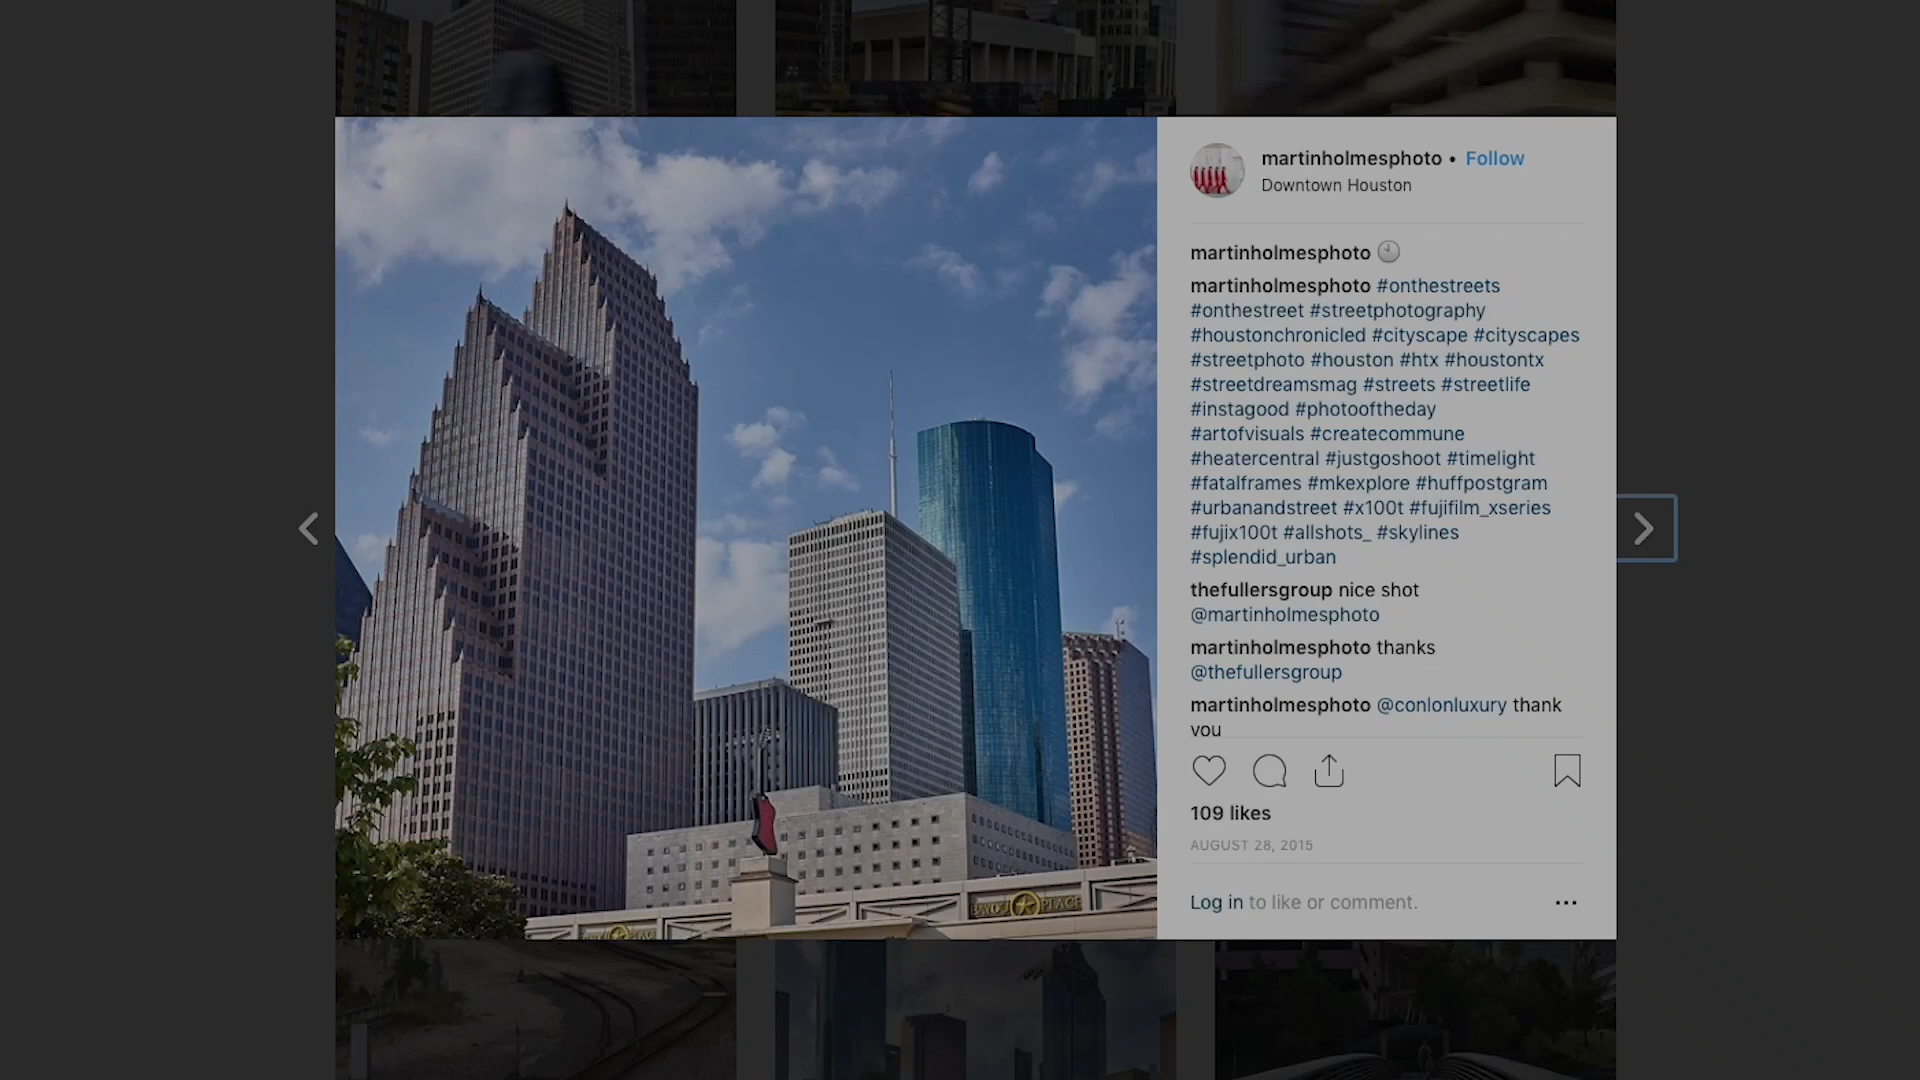 martinholmesphoto • Follow
Downtown Houston
martinholmesphoto
martinholmesphoto #onthestreets
#onthestreet #streetphotography
#houstonchronicled #cityscape #cityscapes
#streetphoto #houston #htx #houstontx
#streetdreamsmag #streets #streetlife
#instagood #photooftheday
#artofvisuals #createcommune
#heatercentral #justgoshoot #timelight
#fatalframes #mkexplore #huffpostgram
#urbanandstreet #x100t #fujifilm_xseries
#fujix100t #allshots_ #skylines
#splendid_urban
thefullersgroup nice shot
@martinholmesphoto
martinholmesphoto thanks
@thefullersgroup
martinholmesphoto @conlonluxury thank
you
109 likes
AUGUST 28, 2015
Log in to like or comment.
BAYOU PLACE